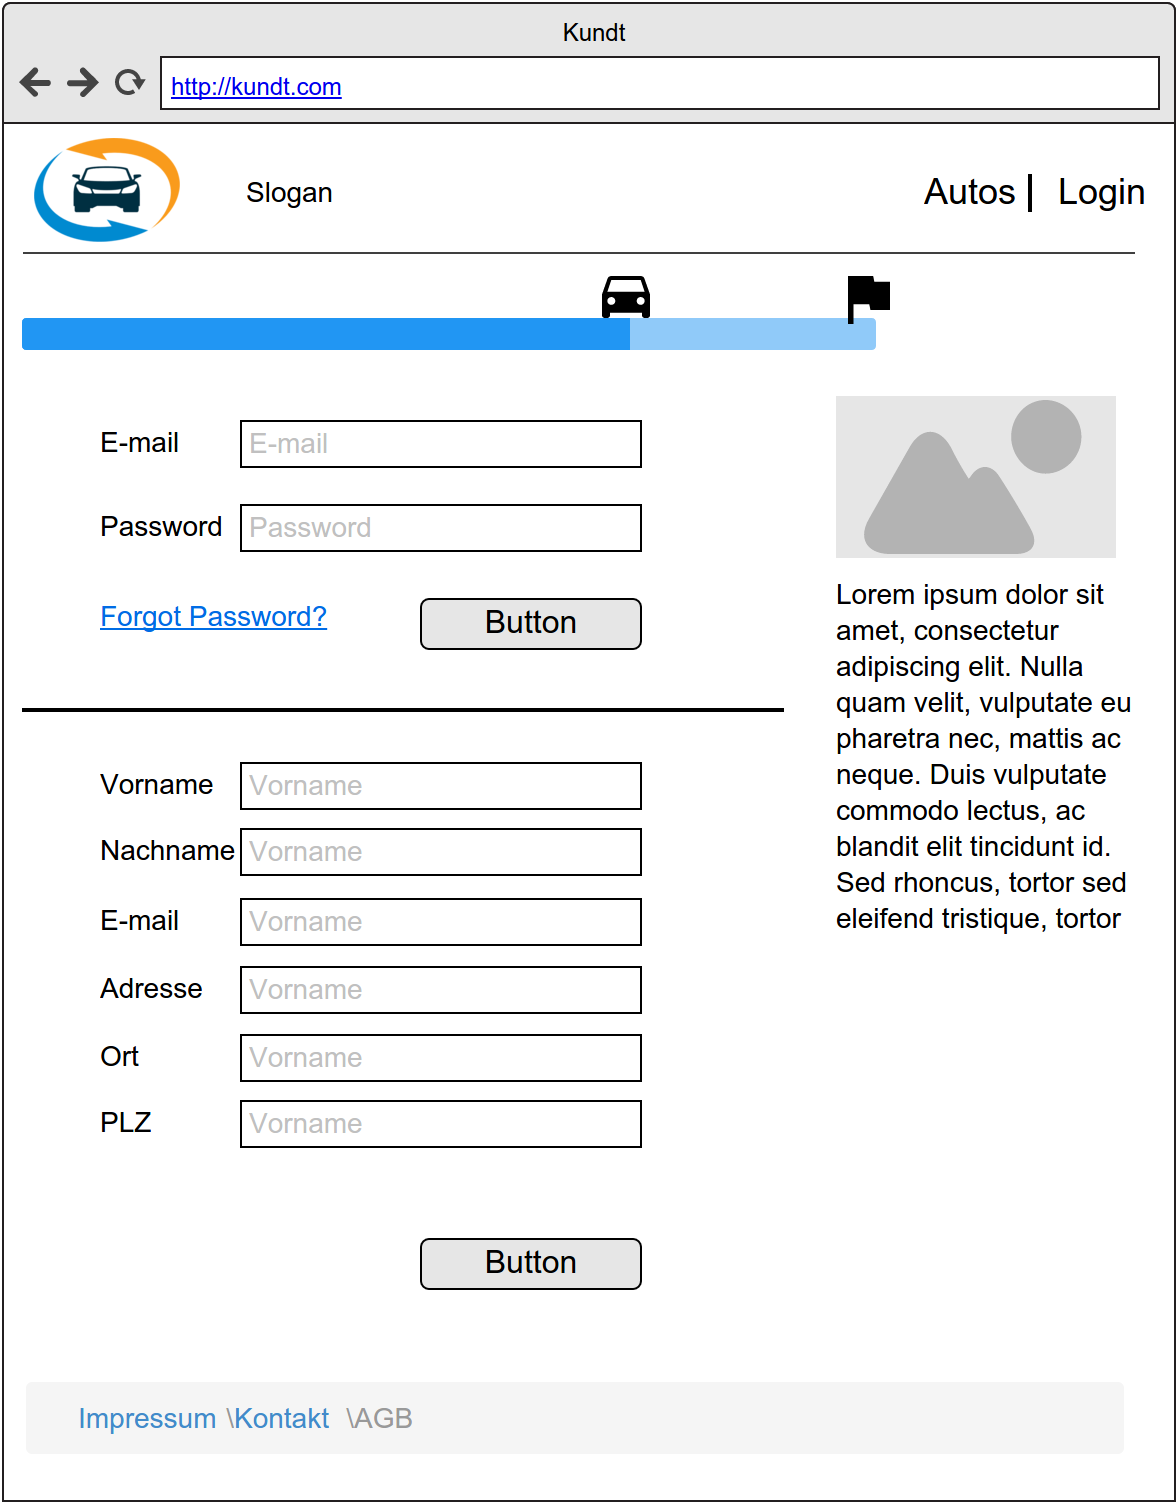 Kundt
http://kundt.com
Slogan
Autos | Login
E-mail E-mail
Password Password
Forgot Password? Button
Vorname Vorname
Nachname Vorname
E-mail Vorname
Adresse Vorname
Ort Vorname
PLZ Vorname
Button
Lorem ipsum dolor sit
amet, consectetur
adipiscing elit. Nulla
quam velit, vulputate eu
pharetra nec, mattis ac
neque. Duis vulputate
commodo lectus, ac
blandit elit tincidunt id.
Sed rhoncus, tortor sed
eleifend tristique, tortor
Impressum \Kontakt \AGB